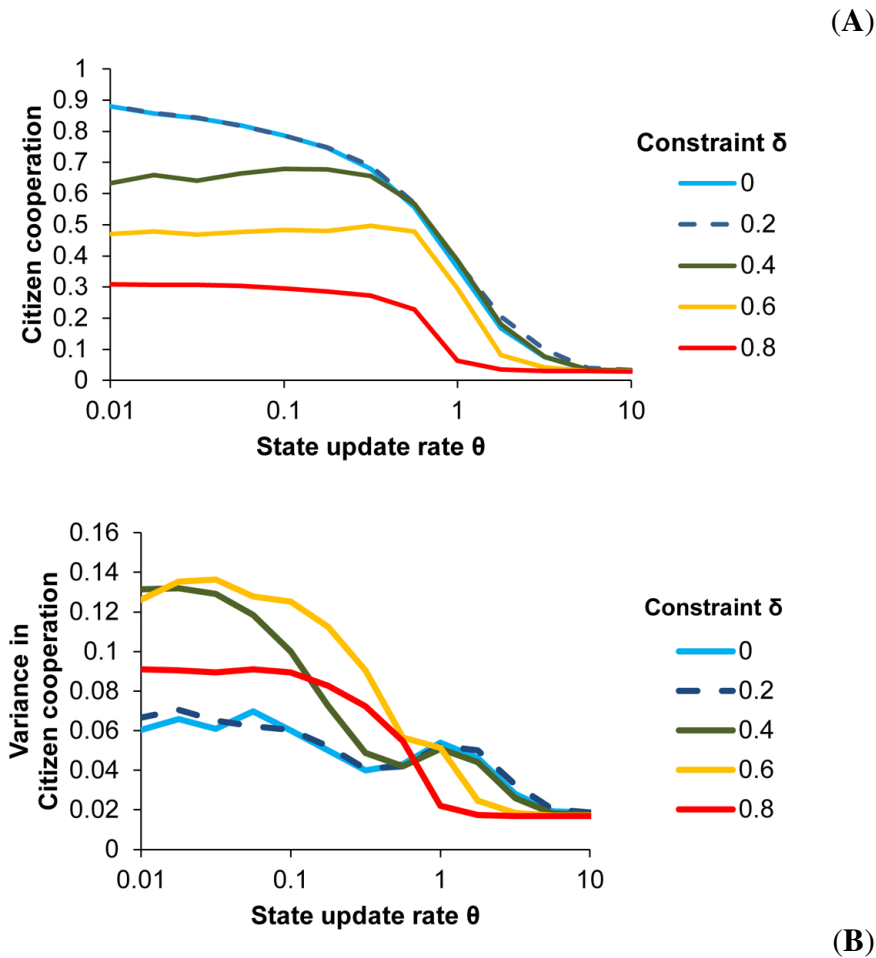 (A)
1
0.9
0.8
0.7
0.6
0.5
0.4
0.3
0.2
0.1
0
Citizen cooperation
0.01 0.1 1 10
State update rate θ
Constraint δ
0
0.2
0.4
0.6
0.8
0.16
0.14
0.12
0.1
0.08
0.06
0.04
0.02
0
Variance in
Citizen cooperation
0.01 0.1 1 10
State update rate θ
Constraint δ
0
0.2
0.4
0.6
0.8
(B)